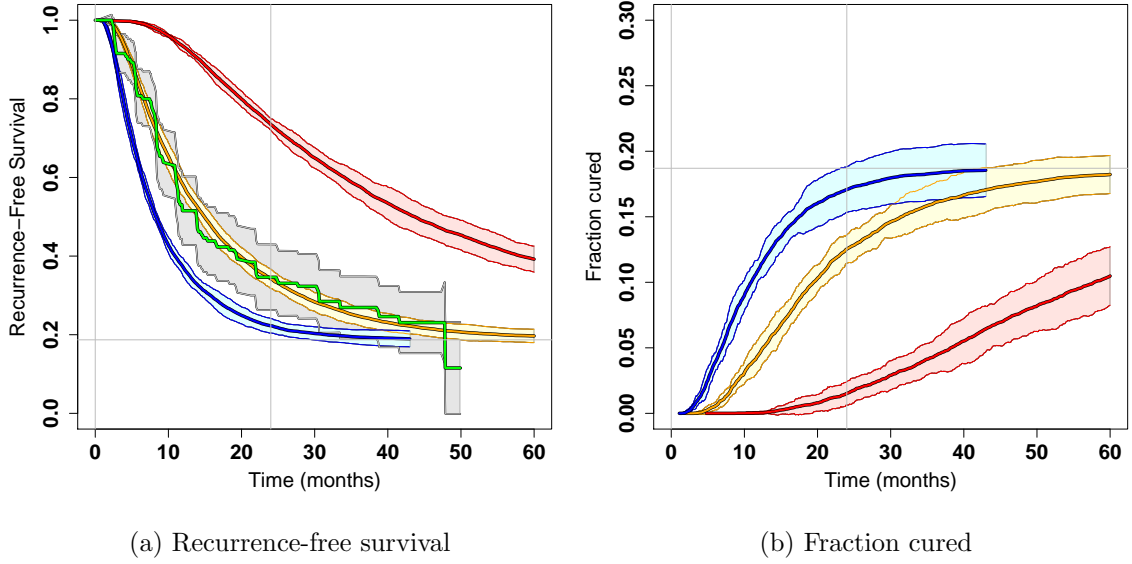 Recurrence−Free Survival
1.0
0.8
0.6
0.4
0.2
0.0
0 10 20 30 40 50 60
Time (months)
(a) Recurrence-free survival
Fraction cured
0.30
0.25
0.20
0.15
0.10
0.05
0.00
0 10 20 30 40 50 60
Time (months)
(b) Fraction cured